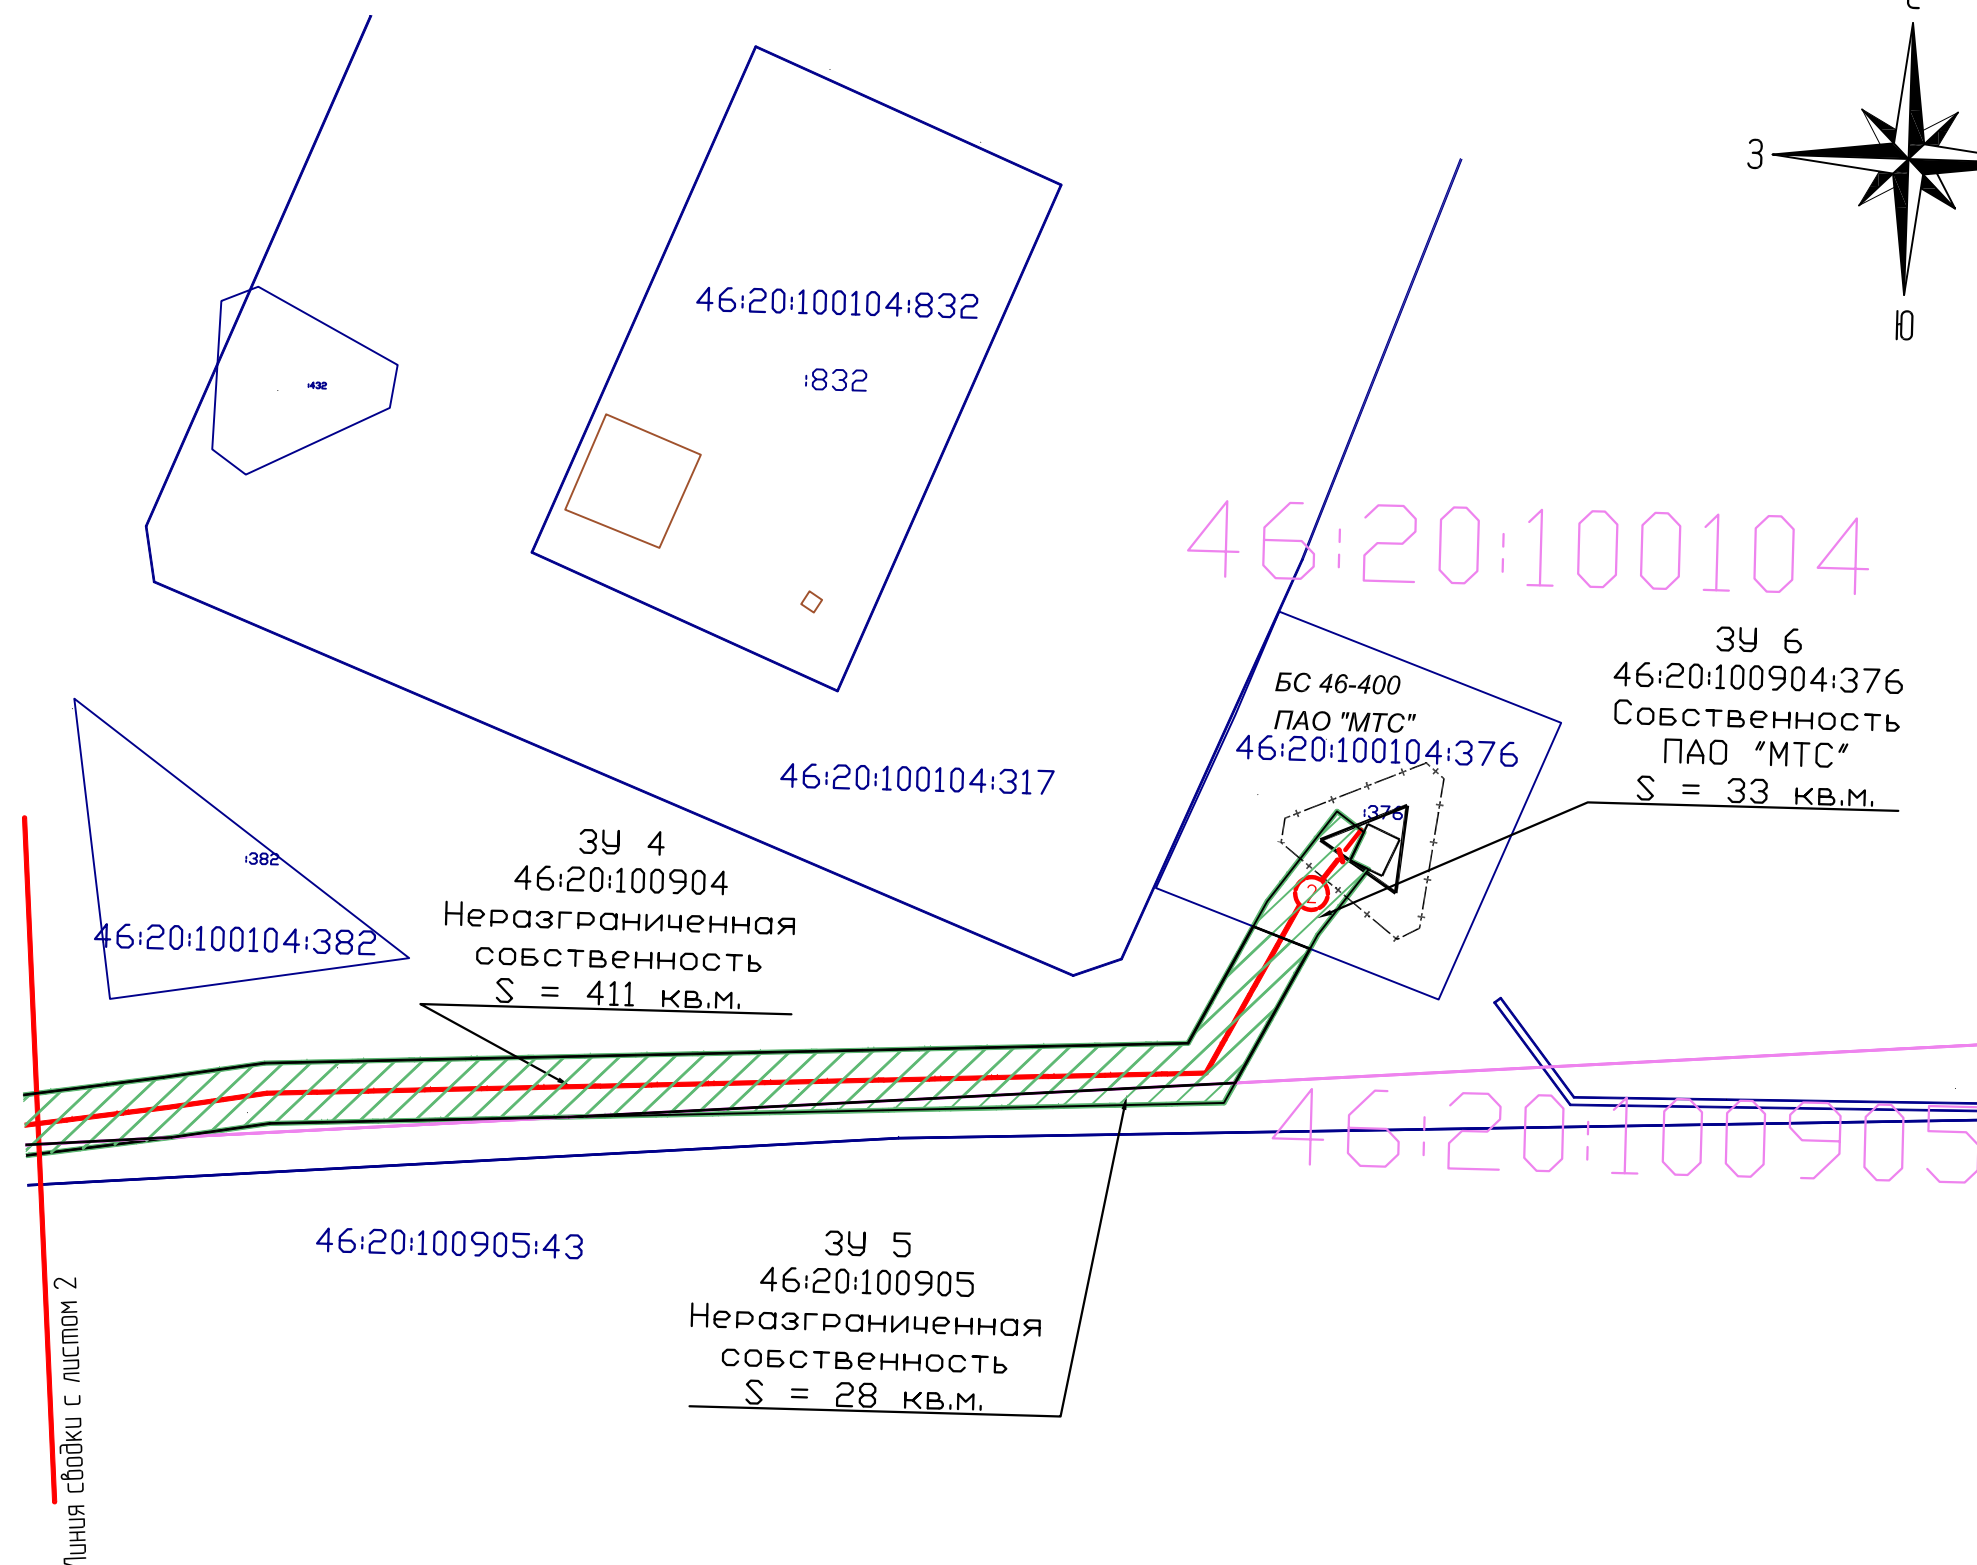 З
Ю
46:20:100104:832
:832
:432
46:20:100104
ЗУ 6
46:20:100904:376
Собственность
ПАО "МТС"
S = 33 кв.м.
БС 46-400
ПАО "МТС"
46:20:100104:376
:376
2
46:20:100104:317
:382
46:20:100104:382
ЗУ 4
46:20:100904
Неразграниченная
собственность
S = 411 кв.м.
46:20:100905
46:20:100905:43
ЗУ 5
46:20:100905
Неразграниченная
собственность
S = 28 кв.м.
Линия сводки с листом 2